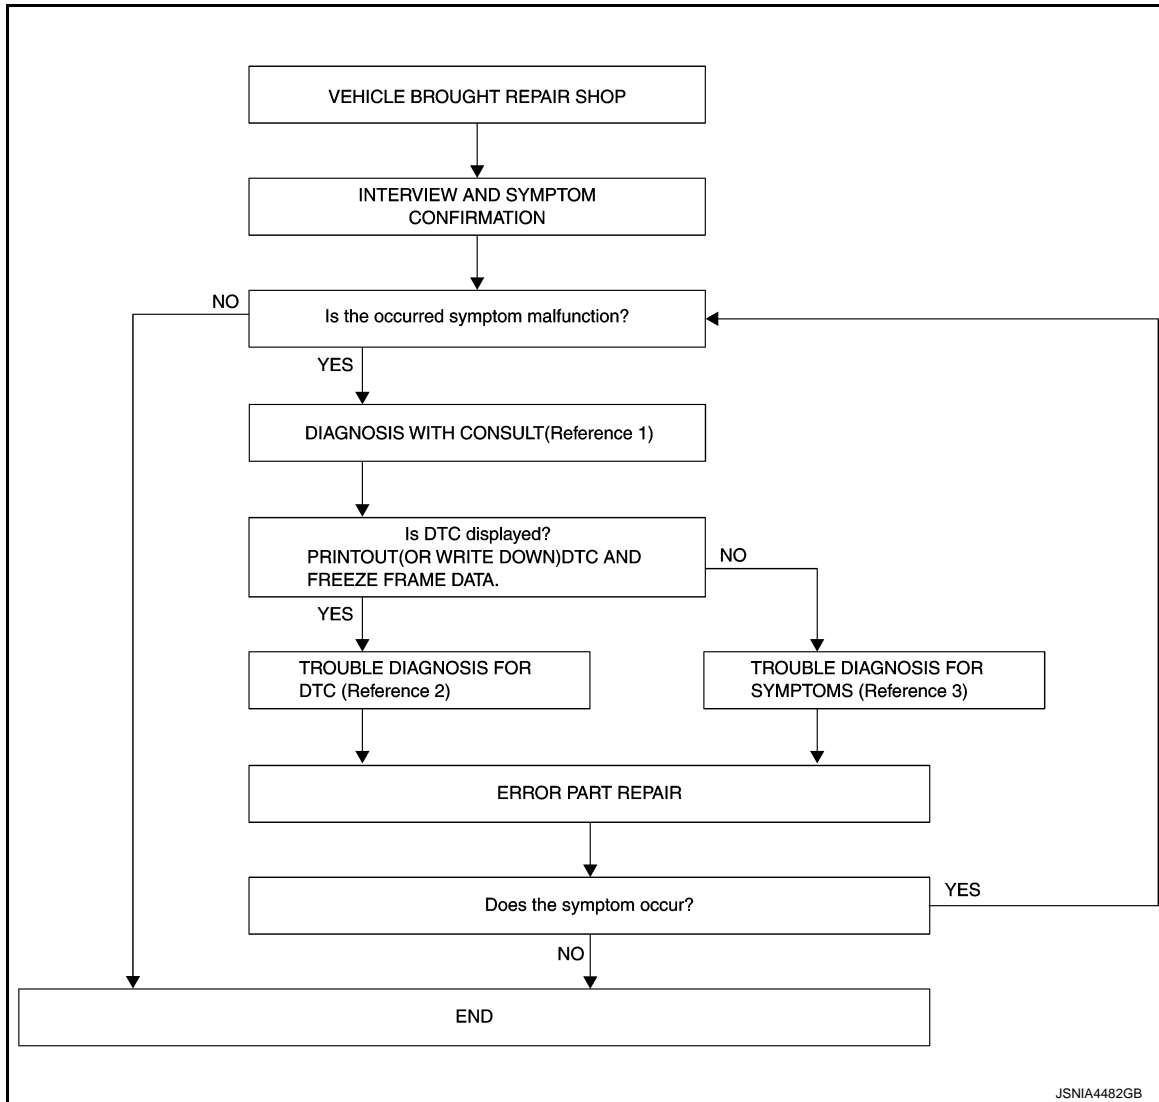 VEHICLE BROUGHT REPAIR SHOP
INTERVIEW AND SYMPTOM
CONFIRMATION
NO
Is the occurred symptom malfunction?
YES
DIAGNOSIS WITH CONSULT(Reference 1)
Is DTC displayed?
PRINTOUT(OR WRITE DOWN)DTC AND
FREEZE FRAME DATA.
NO
YES
TROUBLE DIAGNOSIS FOR
DTC (Reference 2)
TROUBLE DIAGNOSIS FOR
SYMPTOMS (Reference 3)
ERROR PART REPAIR
Does the symptom occur?
YES
NO
END
JSNIA4482GB